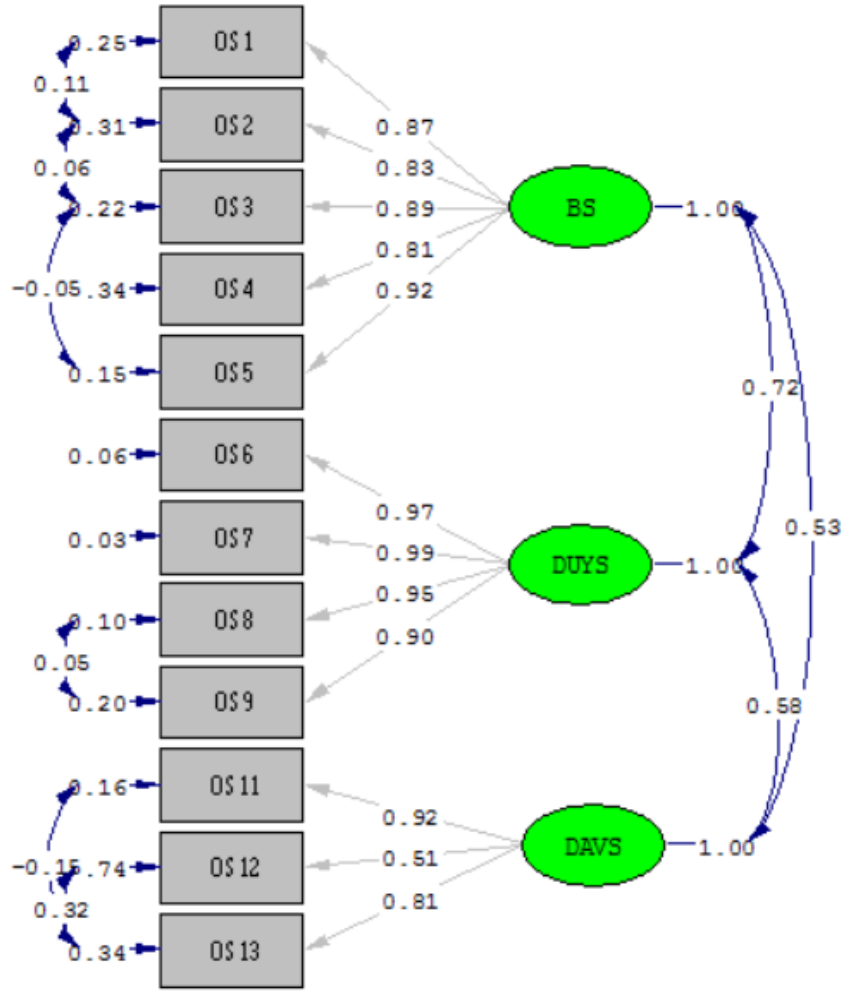 0.25 OS1
0.11
0.31 OS2 0.87
0.06 0.83
0.22 OS3 0.89 BS 1.00
0.81
-0.05 .34 OS4 0.92
0.15 OS5 0.72
0.06 OS6
0.97
0.03 OS7 0.99 DUYS 1.00 0.53
0.95
0.10 OS8 0.90
0.05
0.20 OS9 0.58
0.16 OS11
0.92
-0.15 .74 OS12 0.51 DAVS 1.00
0.32 0.81
0.34 OS13